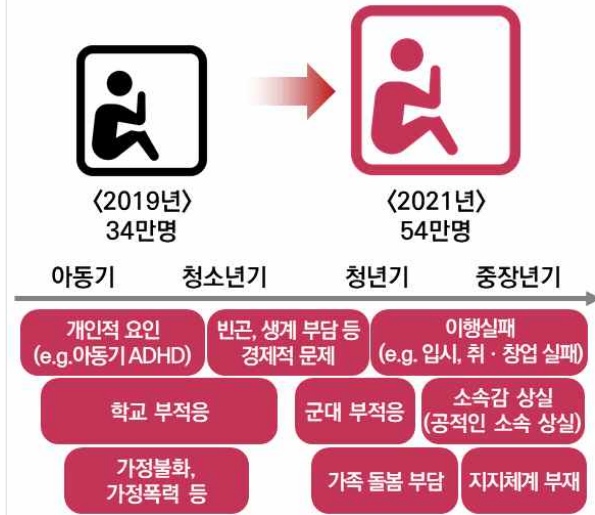 〈2019년〉
34만명
〈2021년〉
54만명
아동기 청소년기 청년기 중장년기
개인적 요인
(e.g.아동기 ADHD)
빈곤, 생계 부담 등
경제적 문제
이행실패
(e.g. 입시, 취·창업 실패)
학교 부적응
군대 부적응
소속감 상실
(공적인 소속 상실)
가정불화,
가정폭력 등
가족 돌봄 부담
지지체계 부재